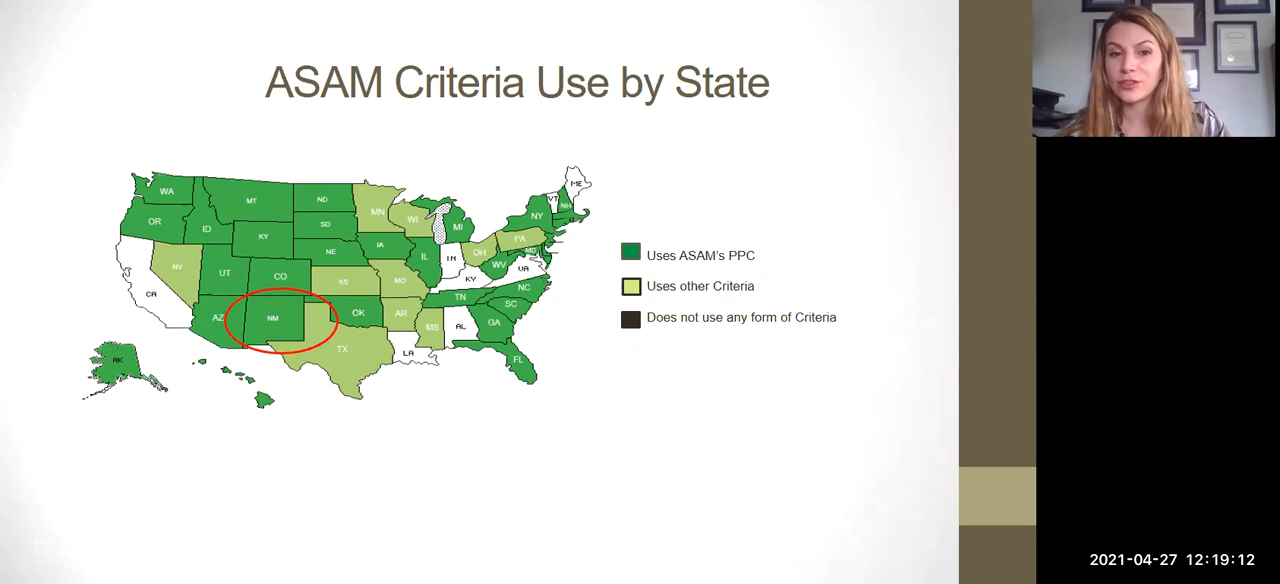 ASAM Criteria Use by State
WA
MT
ND
MN
ME
VT
NH
OR
ID
SD
WI
MI
NY
KY
IA
PA
NE
IL
IN
OH
MD
NV
UT
CO
KS
MO
KY
WV
VA
CA
AZ
NM
OK
AR
TN
NC
SC
TX
LA
MS
AL
GA
FL
AK
Uses ASAM's PPC
Uses other Criteria
Does not use any form of Criteria
2021-04-27 12:19:12